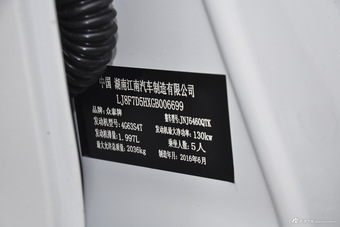 中国 湖南江南汽车制造有限公司
LJ8F7D5HXGB006699
品牌：众泰牌 整车型号：JNJ6460QTK
发动机型号：4G63S4T 发动机最大净功率：130kw
发动机排量：1.997L 乘坐人数：5人
最大允许总质量：2036kg 制造年月：2016年6月